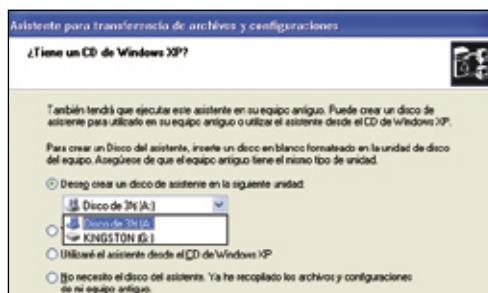 Asistente para transferencia de archivos y configuraciones
¿Tiene un CD de Windows XP?
También tendrá que ejecutar este asistente en su equipo antiguo. Puede crear un disco de
asistente para utilizarlo en su equipo antiguo o utilizar el asistente desde el CD de Windows XP.
Para crear un Disco del asistente, inserte un disco en blanco formateado en la unidad de disco
del equipo. Asegúrese de que el equipo antiguo tiene el mismo tipo de unidad.
Deseo crear un disco de asistente en la siguiente unidad:
Disco de 3½ (A:)
Disco de 3½ (A:)
KINGSTON (G:)
Utilizaré el asistente desde el CD de Windows XP
No necesito el disco del asistente. Ya he recopilado los archivos y configuraciones
de mi equipo antiguo.